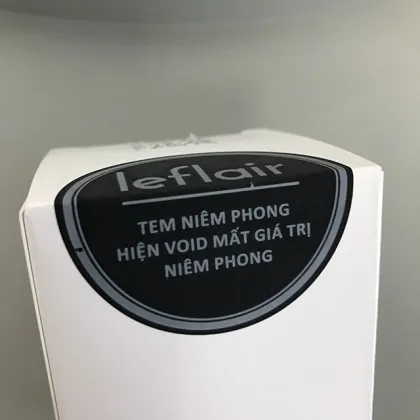 leflair
TEM NIÊM PHONG
HIỆN VOID MẤT GIÁ TRỊ
NIÊM PHONG